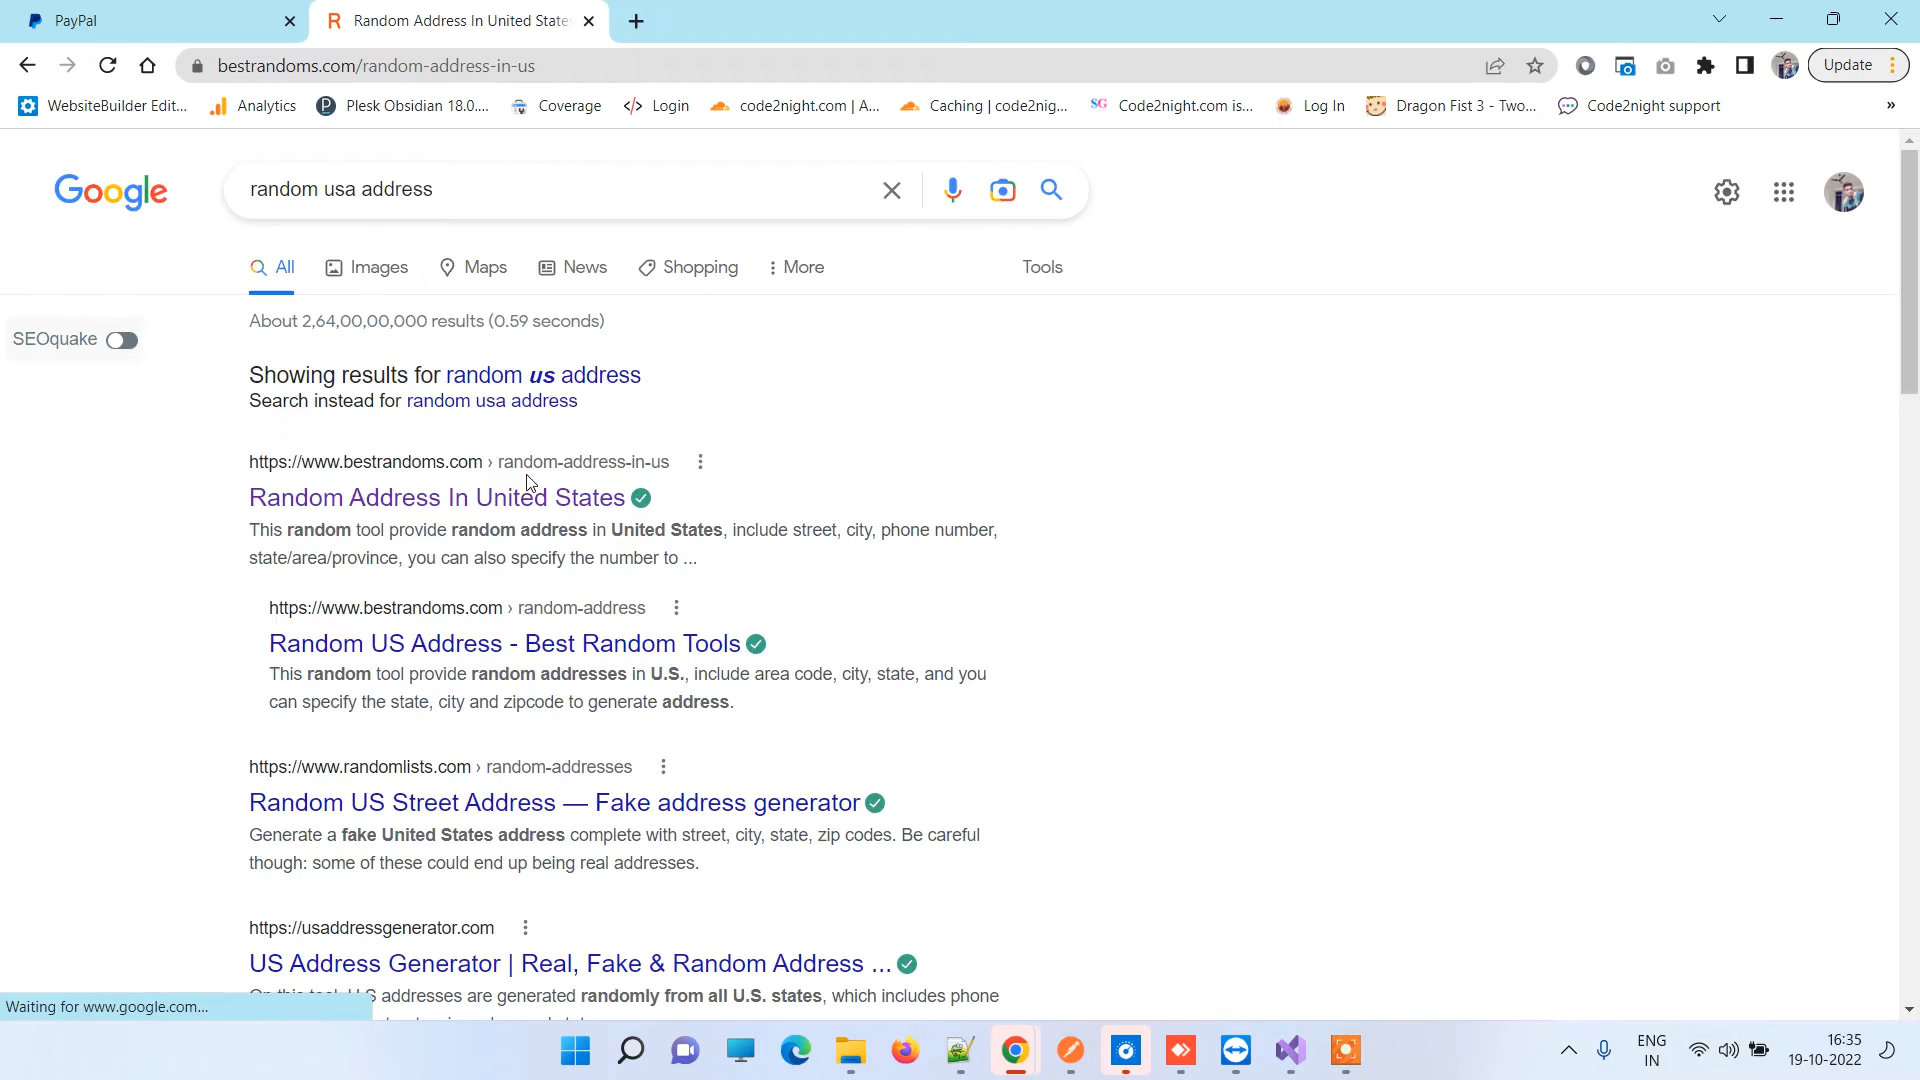 PayPal
Random Address In United State
bestrandoms.com/random-address-in-us
Update
WebsiteBuilder Edit...
Analytics
Plesk Obsidian 18.0....
Coverage
Login
code2night.com | A...
Caching | code2nig...
SG
Code2night.com is...
Log In
Dragon Fist 3 - Two...
Code2night support
»
Google
random usa address
All
Images
Maps
News
Shopping
More
Tools
About 2,64,00,00,000 results (0.59 seconds)
SEOquake
Showing results for random us address
Search instead for random usa address
https://www.bestrandoms.com › random-address-in-us
Random Address In United States
This random tool provide random address in United States, include street, city, phone number,
state/area/province, you can also specify the number to ...
https://www.bestrandoms.com › random-address
Random US Address - Best Random Tools
This random tool provide random addresses in U.S., include area code, city, state, and you
can specify the state, city and zipcode to generate address.
https://www.randomlists.com › random-addresses
Random US Street Address — Fake address generator
Generate a fake United States address complete with street, city, state, zip codes. Be careful
though: some of these could end up being real addresses.
https://usaddressgenerator.com
US Address Generator | Real, Fake & Random Address ...
addresses are generated randomly from all U.S. states, which includes phone
Waiting for www.google.com...
ENG
IN
16:35
19-10-2022